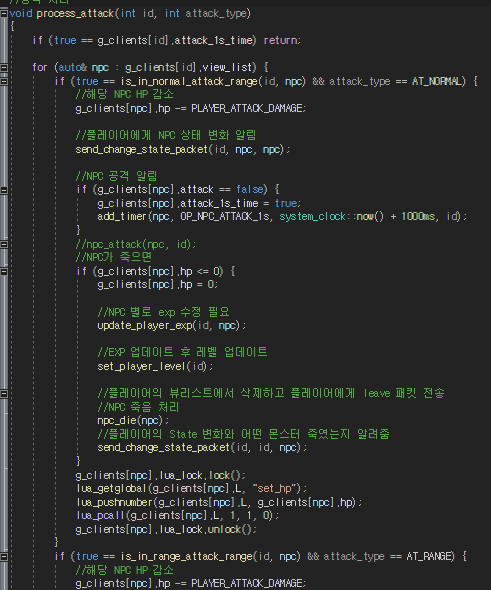 //공격 처리
void process_attack(int id, int attack_type)
{
    if (true == g_clients[id].attack_1s_time) return;

    for (auto& npc : g_clients[id].view_list) {
        if (true == is_in_normal_attack_range(id, npc) && attack_type == AT_NORMAL) {
            //해당 NPC HP 감소
            g_clients[npc].hp -= PLAYER_ATTACK_DAMAGE;

            //플레이어에게 NPC 상태 변화 알림
            send_change_state_packet(id, npc, npc);

            //NPC 공격 알림
            if (g_clients[npc].attack == false) {
                g_clients[npc].attack_1s_time = true;
                add_timer(npc, OP_NPC_ATTACK_1s, system_clock::now() + 1000ms, id);
            }
            //npc_attack(npc, id);
            //NPC가 죽으면
            if (g_clients[npc].hp <= 0) {
                g_clients[npc].hp = 0;

                //NPC 별로 exp 수정 필요
                update_player_exp(id, npc);

                //EXP 업데이트 후 레벨 업데이트
                set_player_level(id);

                //플레이어의 뷰리스트에서 삭제하고 플레이어에게 leave 패킷 전송
                //NPC 죽음 처리
                npc_die(npc);
                //플레이어의 State 변화와 어떤 몬스터 죽였는지 알려줌
                send_change_state_packet(id, id, npc);
            }
            g_clients[npc].lua_lock.lock();
            lua_getglobal(g_clients[npc].L, "set_hp");
            lua_pushnumber(g_clients[npc].L, g_clients[npc].hp);
            lua_pcall(g_clients[npc].L, 1, 1, 0);
            g_clients[npc].lua_lock.unlock();
        }
        if (true == is_in_range_attack_range(id, npc) && attack_type == AT_RANGE) {
            //해당 NPC HP 감소
            g_clients[npc].hp -= PLAYER_ATTACK_DAMAGE;